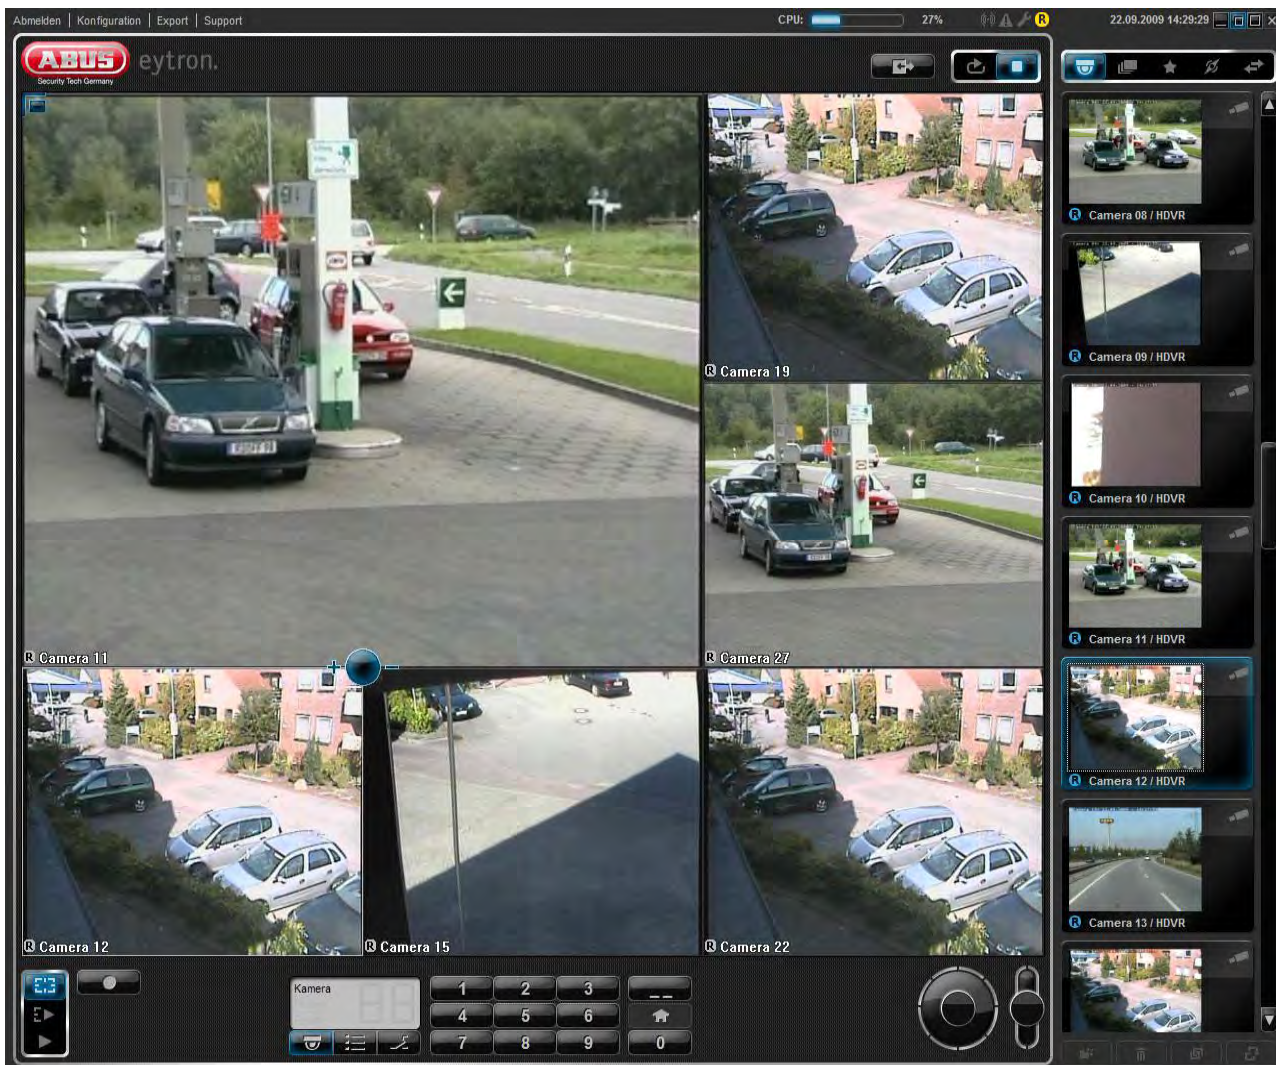 Abmelden | Konfiguration | Export | Support
CPU: 27%
R
22.09.2009 14:29:29
ABUS eytron.
Security Tech Germany
R Camera 11
R Camera 19
R Camera 27
R Camera 12
R Camera 15
R Camera 22
R Camera 08 / HDVR
R Camera 09 / HDVR
R Camera 10 / HDVR
R Camera 11 / HDVR
R Camera 12 / HDVR
R Camera 13 / HDVR
Kamera
1 2 3 _ _
4 5 6
7 8 9 0